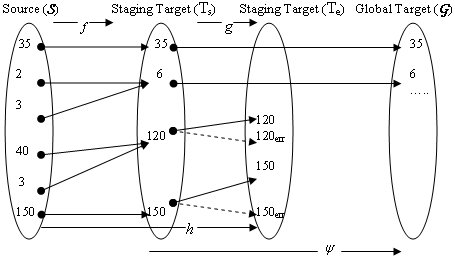 Source (𝓢) Staging Target (Tₛ) Staging Target (Tₑ) Global Target (𝓖)
f g
35 35 35
2 6 6
3 .....
120
120err
40 120
150
3
150 150 150err
h
ψ